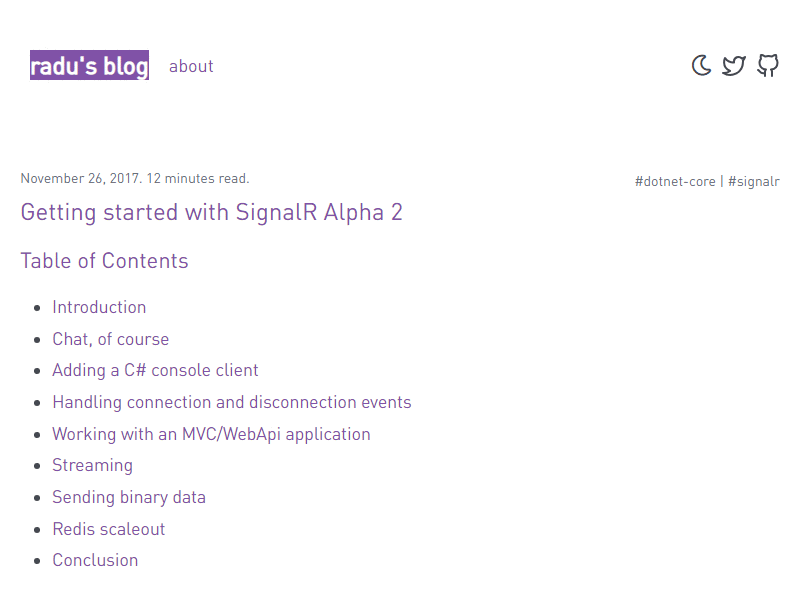 radu's blog about
November 26, 2017. 12 minutes read.
#dotnet-core | #signalr
Getting started with SignalR Alpha 2
Table of Contents
Introduction
Chat, of course
Adding a C# console client
Handling connection and disconnection events
Working with an MVC/WebApi application
Streaming
Sending binary data
Redis scaleout
Conclusion